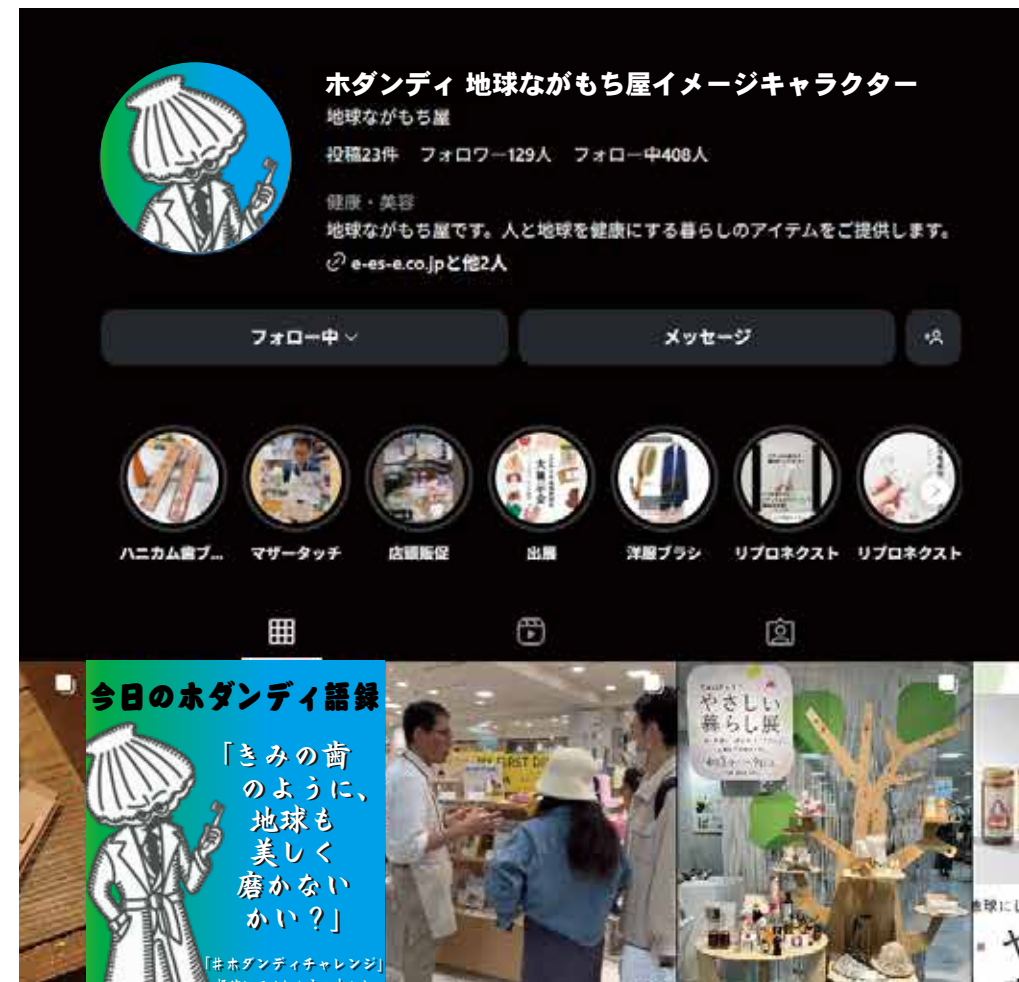 ホダンディ 地球ながもち屋イメージキャラクター
地球ながもち屋
投稿23件 フォロワー129人 フォロー中408人
健康・美容
地球ながもち屋です。人と地球を健康にする暮らしのアイテムをご提供します。
e-es-e.co.jpと他2人
フォロー中
メッセージ
ハニカム歯ブ...
マザータッチ
店頭販促
出展
洋服ブラシ
リプロネクスト
リプロネクスト
今日のホダンディ語録
「きみの歯
のように、
地球も
美しく
磨かない
かい？」
「#ホダンディチャレンジ」
やさしい
暮らし展